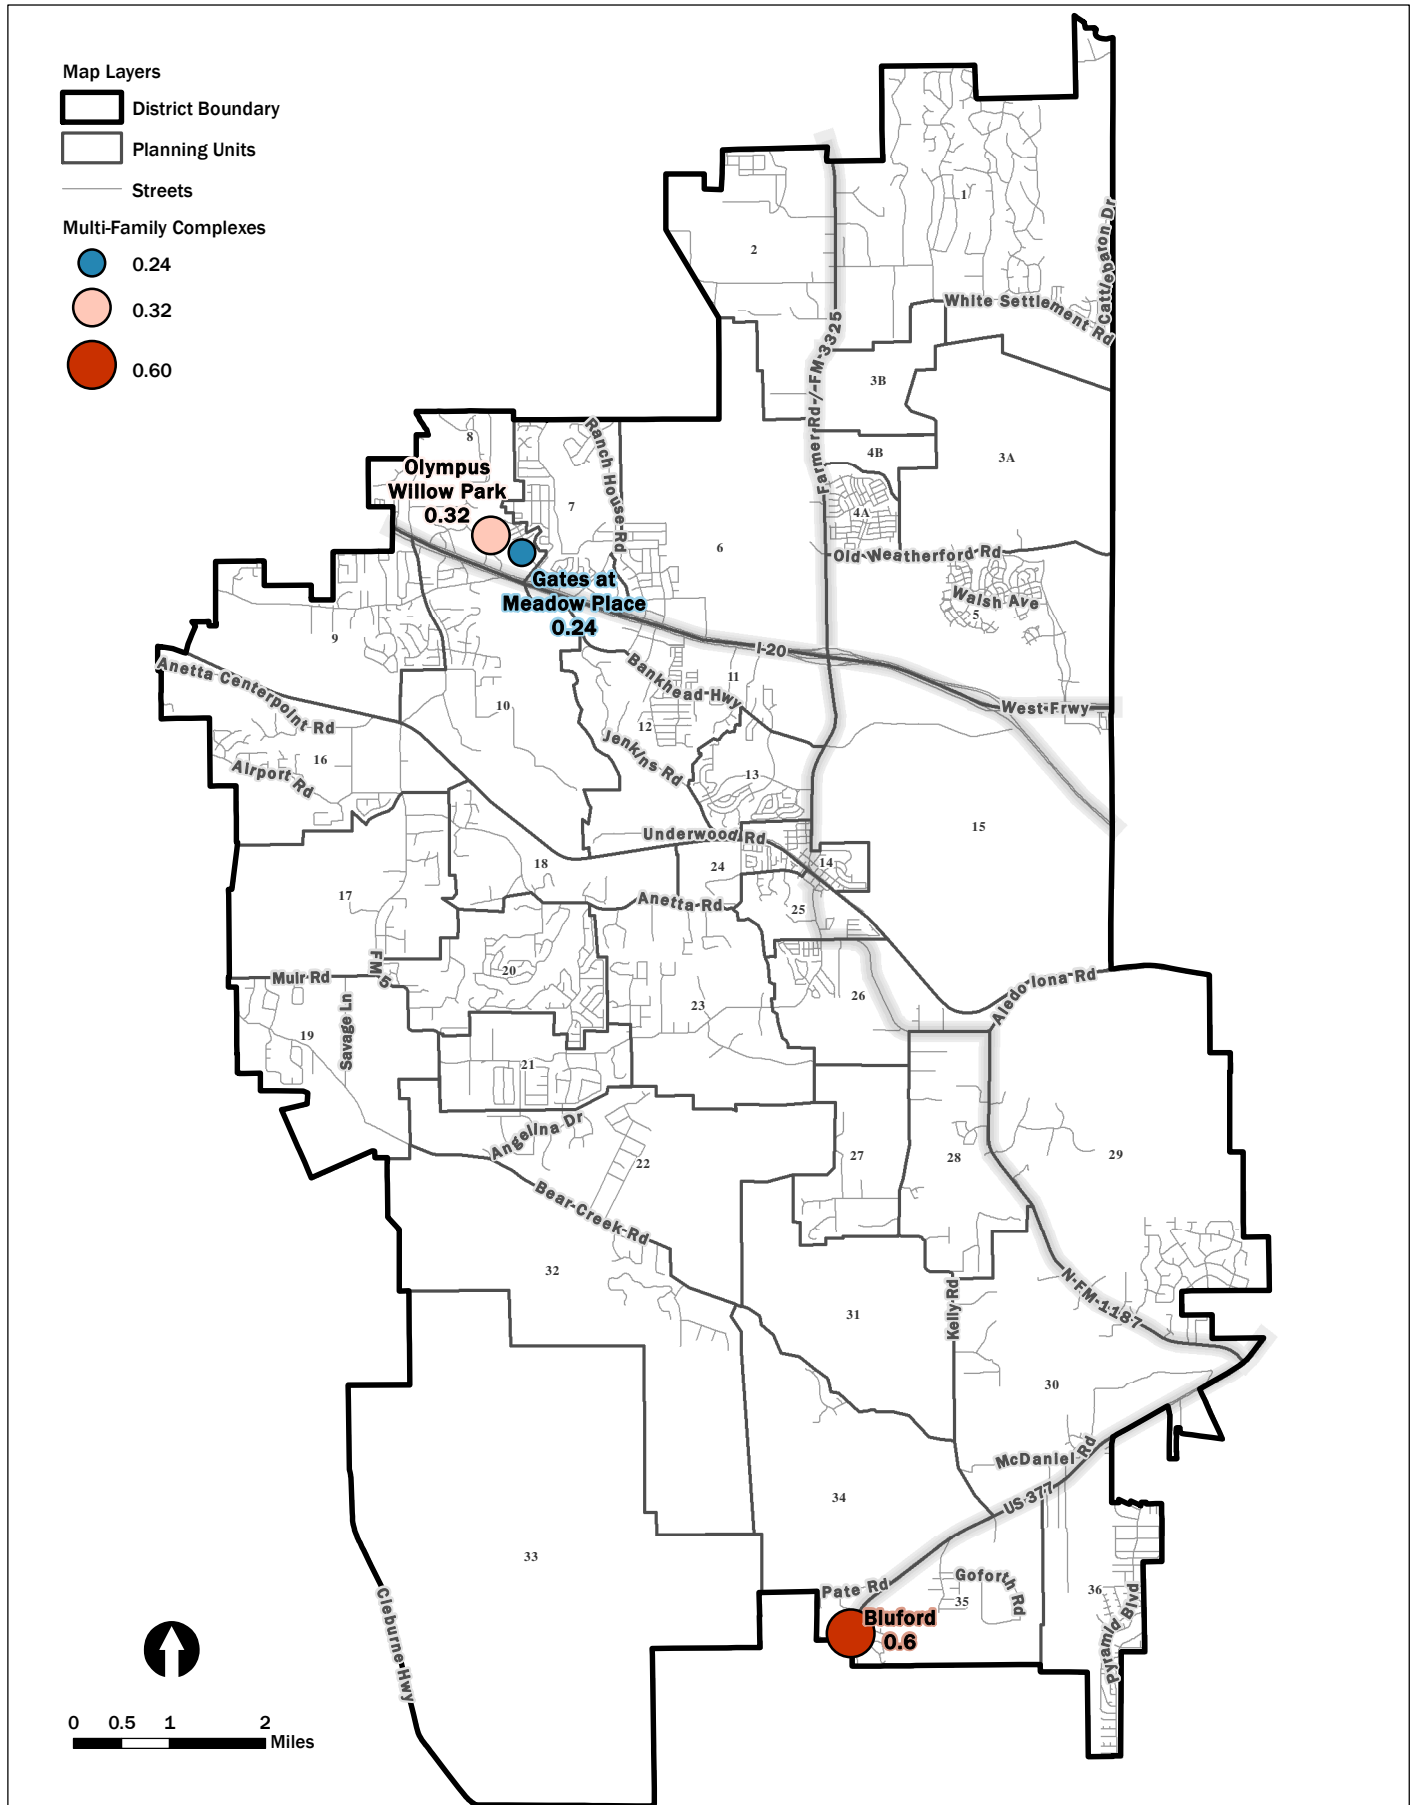 Map Layers
District Boundary
Planning Units
Streets
Multi-Family Complexes
0.24
0.32
0.60
1
2
Cattlebaron Dr
White Settlement Rd
Farmer Rd / FM 3325
3B
3A
4B
4A
8
Olympus
Willow Park
0.32
7
Ranch House Rd
6
Old Weatherford Rd
Walsh Ave
5
Gates at
Meadow Place
0.24
9
I-20
Anetta Centerpoint Rd
Bankhead Hwy
11
West Frwy
10
12
Jenkins Rd
16
Airport Rd
13
15
Underwood Rd
18
24
14
17
Anetta Rd
25
Muir Rd
FM 5
20
26
Aledo Iona Rd
23
19
Savage Ln
21
Angelina Dr
22
27
28
29
Bear Creek Rd
32
31
Kelly Rd
N FM 1187
30
McDaniel Rd
34
US 377
33
Pate Rd
Goforth Rd
35
36
Pyramid Blvd
Bluford
0.6
Cleburne Hwy
0 0.5 1 2
Miles